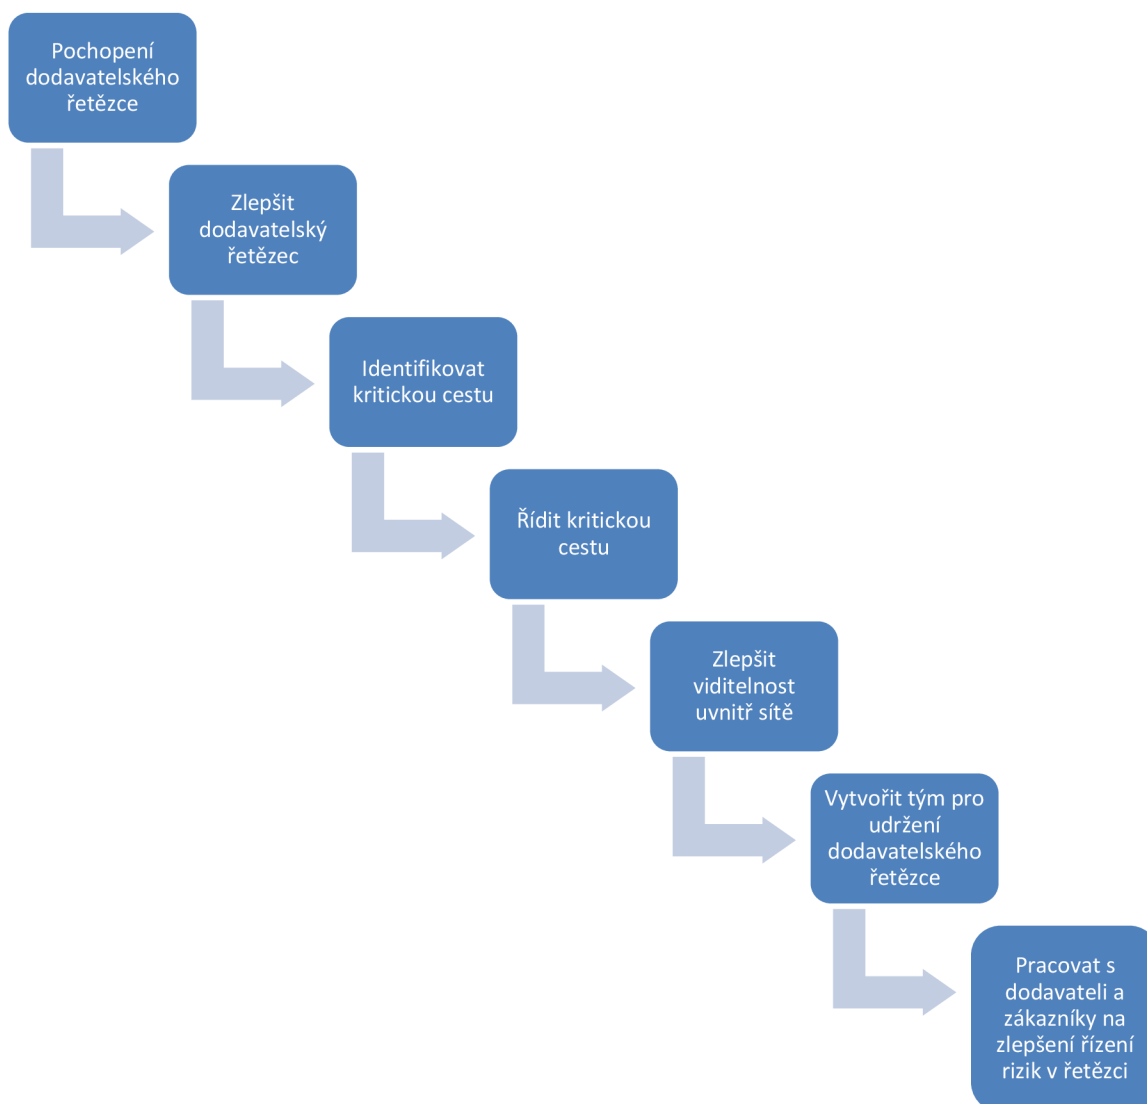 Pochopení
dodavatelského
řetězce
Zlepšit
dodavatelský
řetězec
Identifikovat
kritickou cestu
Řídit kritickou
cestu
Zlepšit
viditelnost
uvnitř sítě
Vytvořit tým pro
udržení
dodavatelského
řetězce
Pracovat s
dodavateli a
zákazníky na
zlepšení řízení
rizik v řetězci